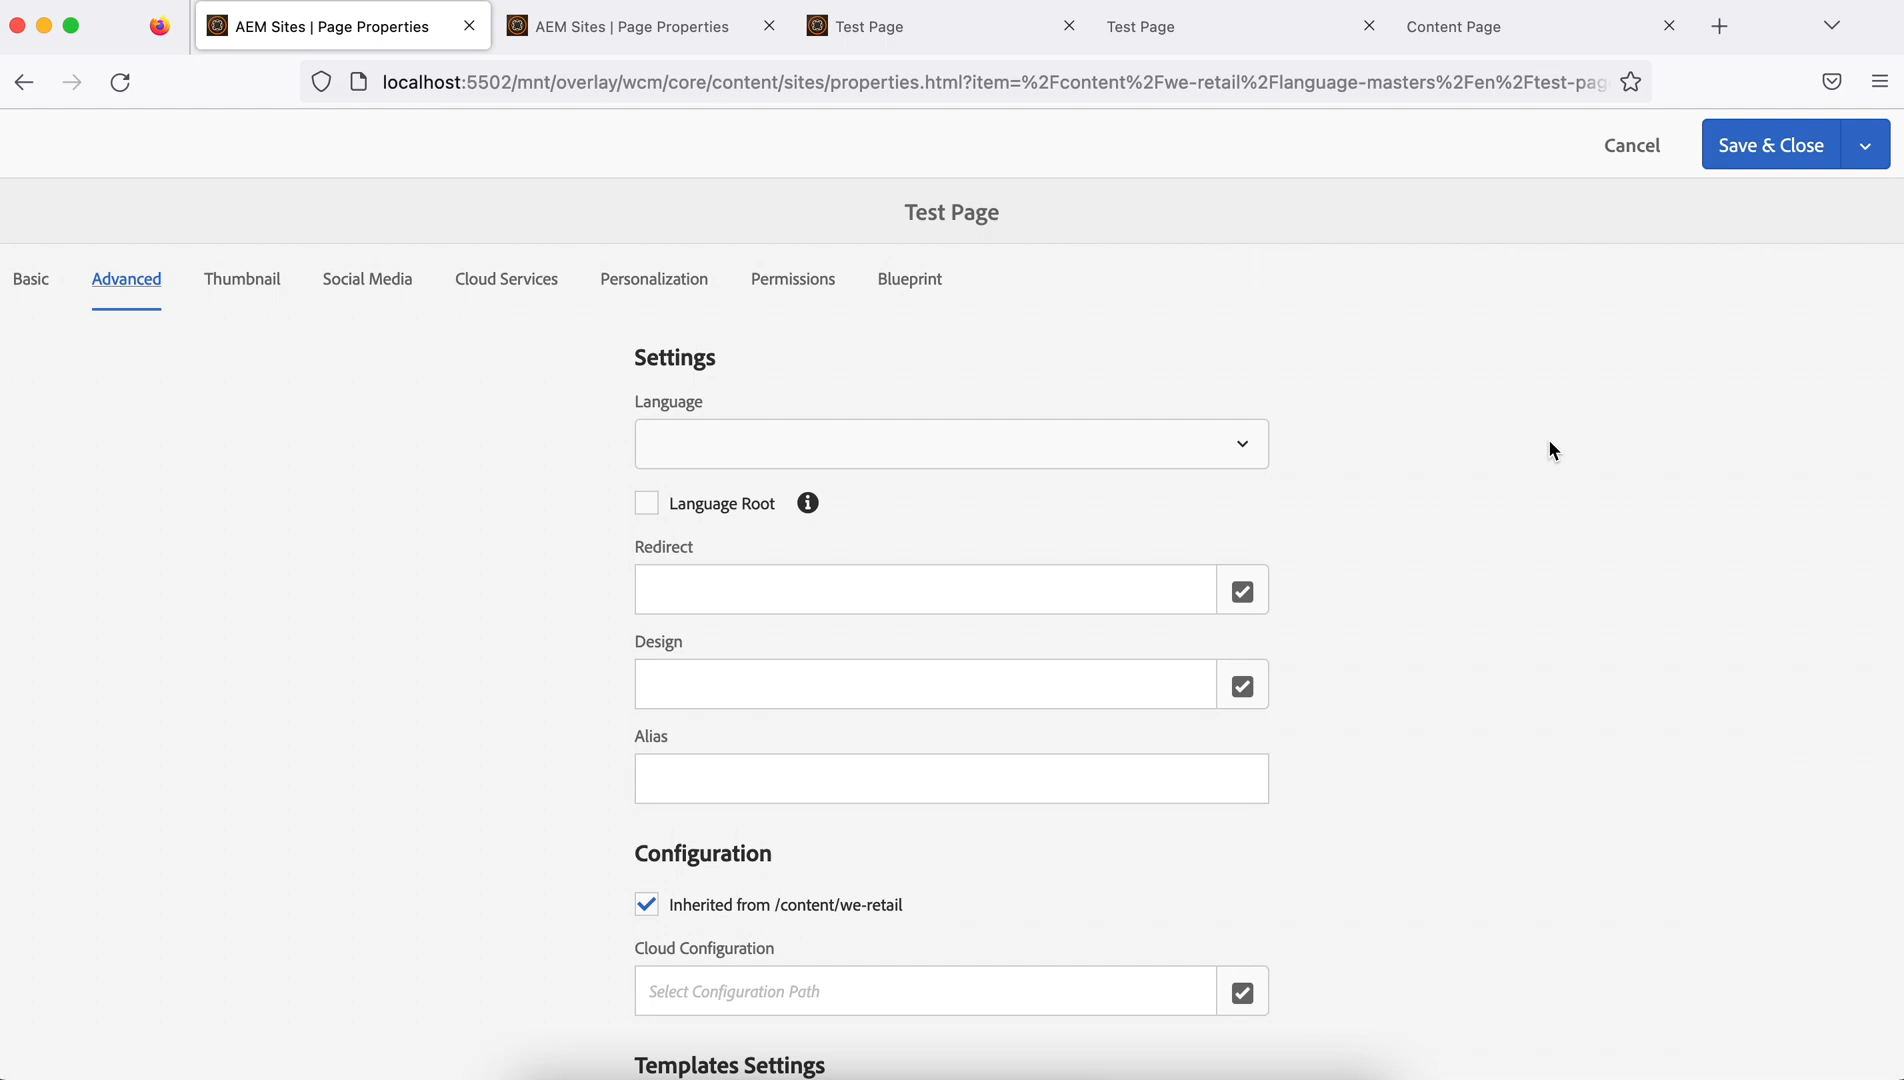 AEM Sites | Page Properties
AEM Sites | Page Properties
Test Page
Test Page
Content Page
localhost:5502/mnt/overlay/wcm/core/content/sites/properties.html?item=%2Fcontent%2Fwe-retail%2Flanguage-masters%2Fen%2Ftest-pag
Cancel
Save & Close
Test Page
Basic
Advanced
Thumbnail
Social Media
Cloud Services
Personalization
Permissions
Blueprint
Settings
Language
Language Root
Redirect
Design
Alias
Configuration
Inherited from /content/we-retail
Cloud Configuration
Select Configuration Path
Templates Settings